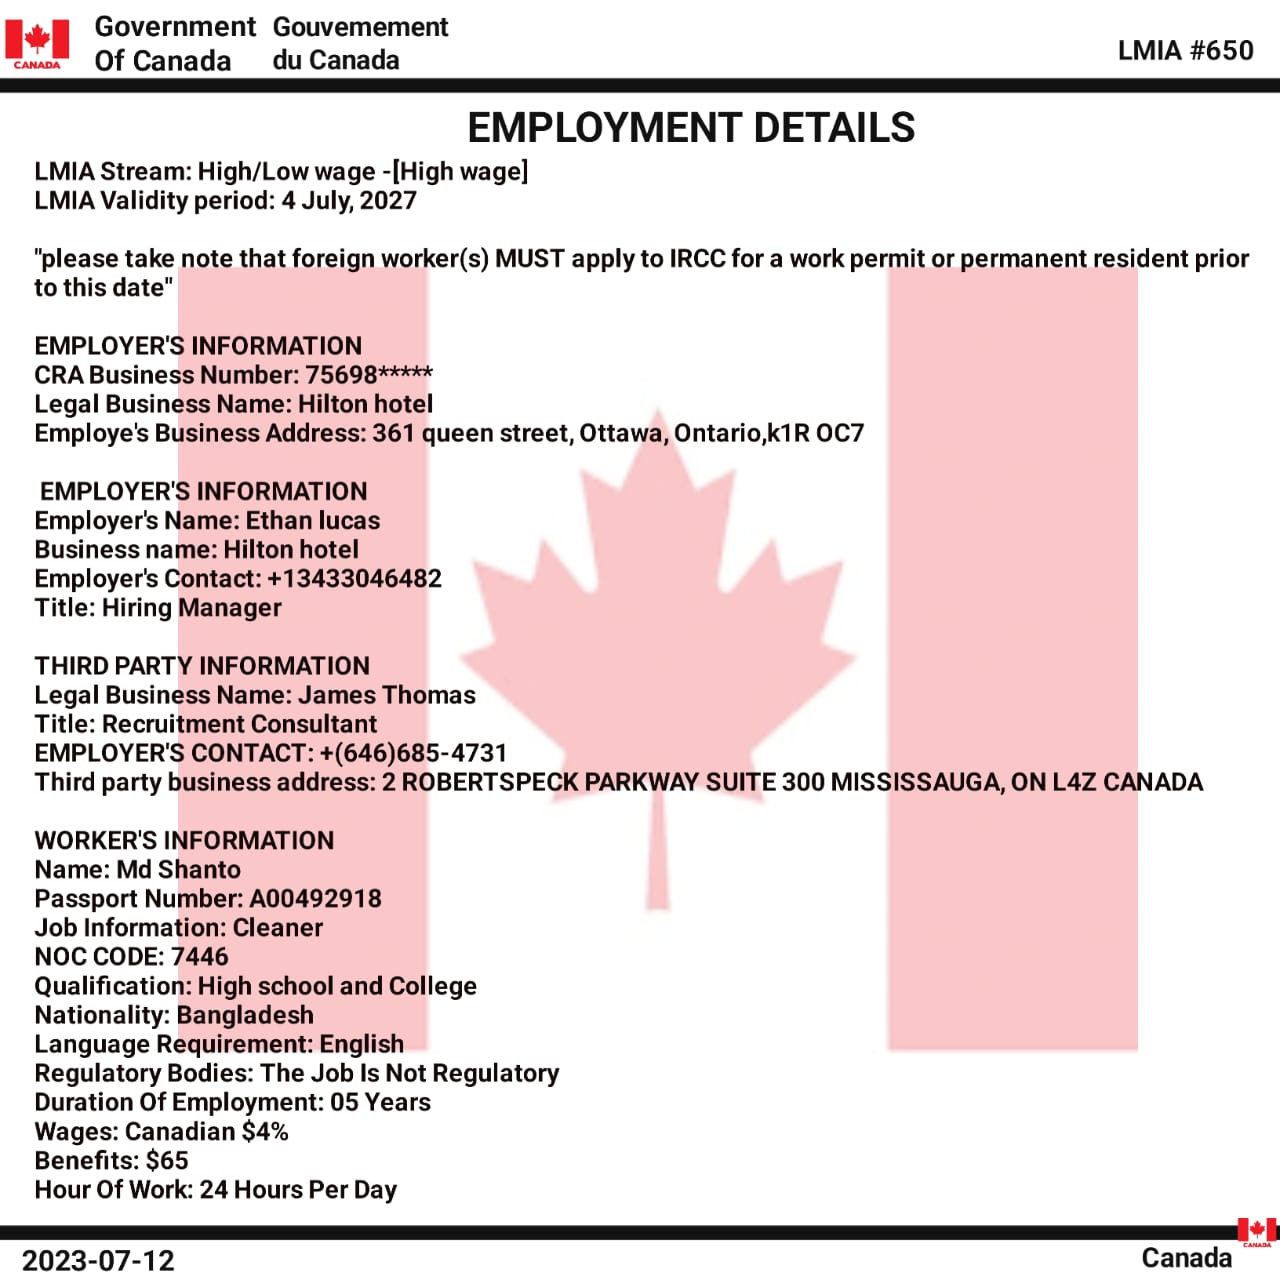 Government Gouvemement
Of Canada du Canada
CANADA
LMIA #650
EMPLOYMENT DETAILS
LMIA Stream: High/Low wage -[High wage]
LMIA Validity period: 4 July, 2027
"please take note that foreign worker(s) MUST apply to IRCC for a work permit or permanent resident prior
to this date"
EMPLOYER'S INFORMATION
CRA Business Number: 75698*****
Legal Business Name: Hilton hotel
Employe's Business Address: 361 queen street, Ottawa, Ontario,k1R OC7
EMPLOYER'S INFORMATION
Employer's Name: Ethan lucas
Business name: Hilton hotel
Employer's Contact: +13433046482
Title: Hiring Manager
THIRD PARTY INFORMATION
Legal Business Name: James Thomas
Title: Recruitment Consultant
EMPLOYER'S CONTACT: +(646)685-4731
Third party business address: 2 ROBERTSPECK PARKWAY SUITE 300 MISSISSAUGA, ON L4Z CANADA
WORKER'S INFORMATION
Name: Md Shanto
Passport Number: A00492918
Job Information: Cleaner
NOC CODE: 7446
Qualification: High school and College
Nationality: Bangladesh
Language Requirement: English
Regulatory Bodies: The Job Is Not Regulatory
Duration Of Employment: 05 Years
Wages: Canadian $4%
Benefits: $65
Hour Of Work: 24 Hours Per Day
2023-07-12
Canada
CANADA